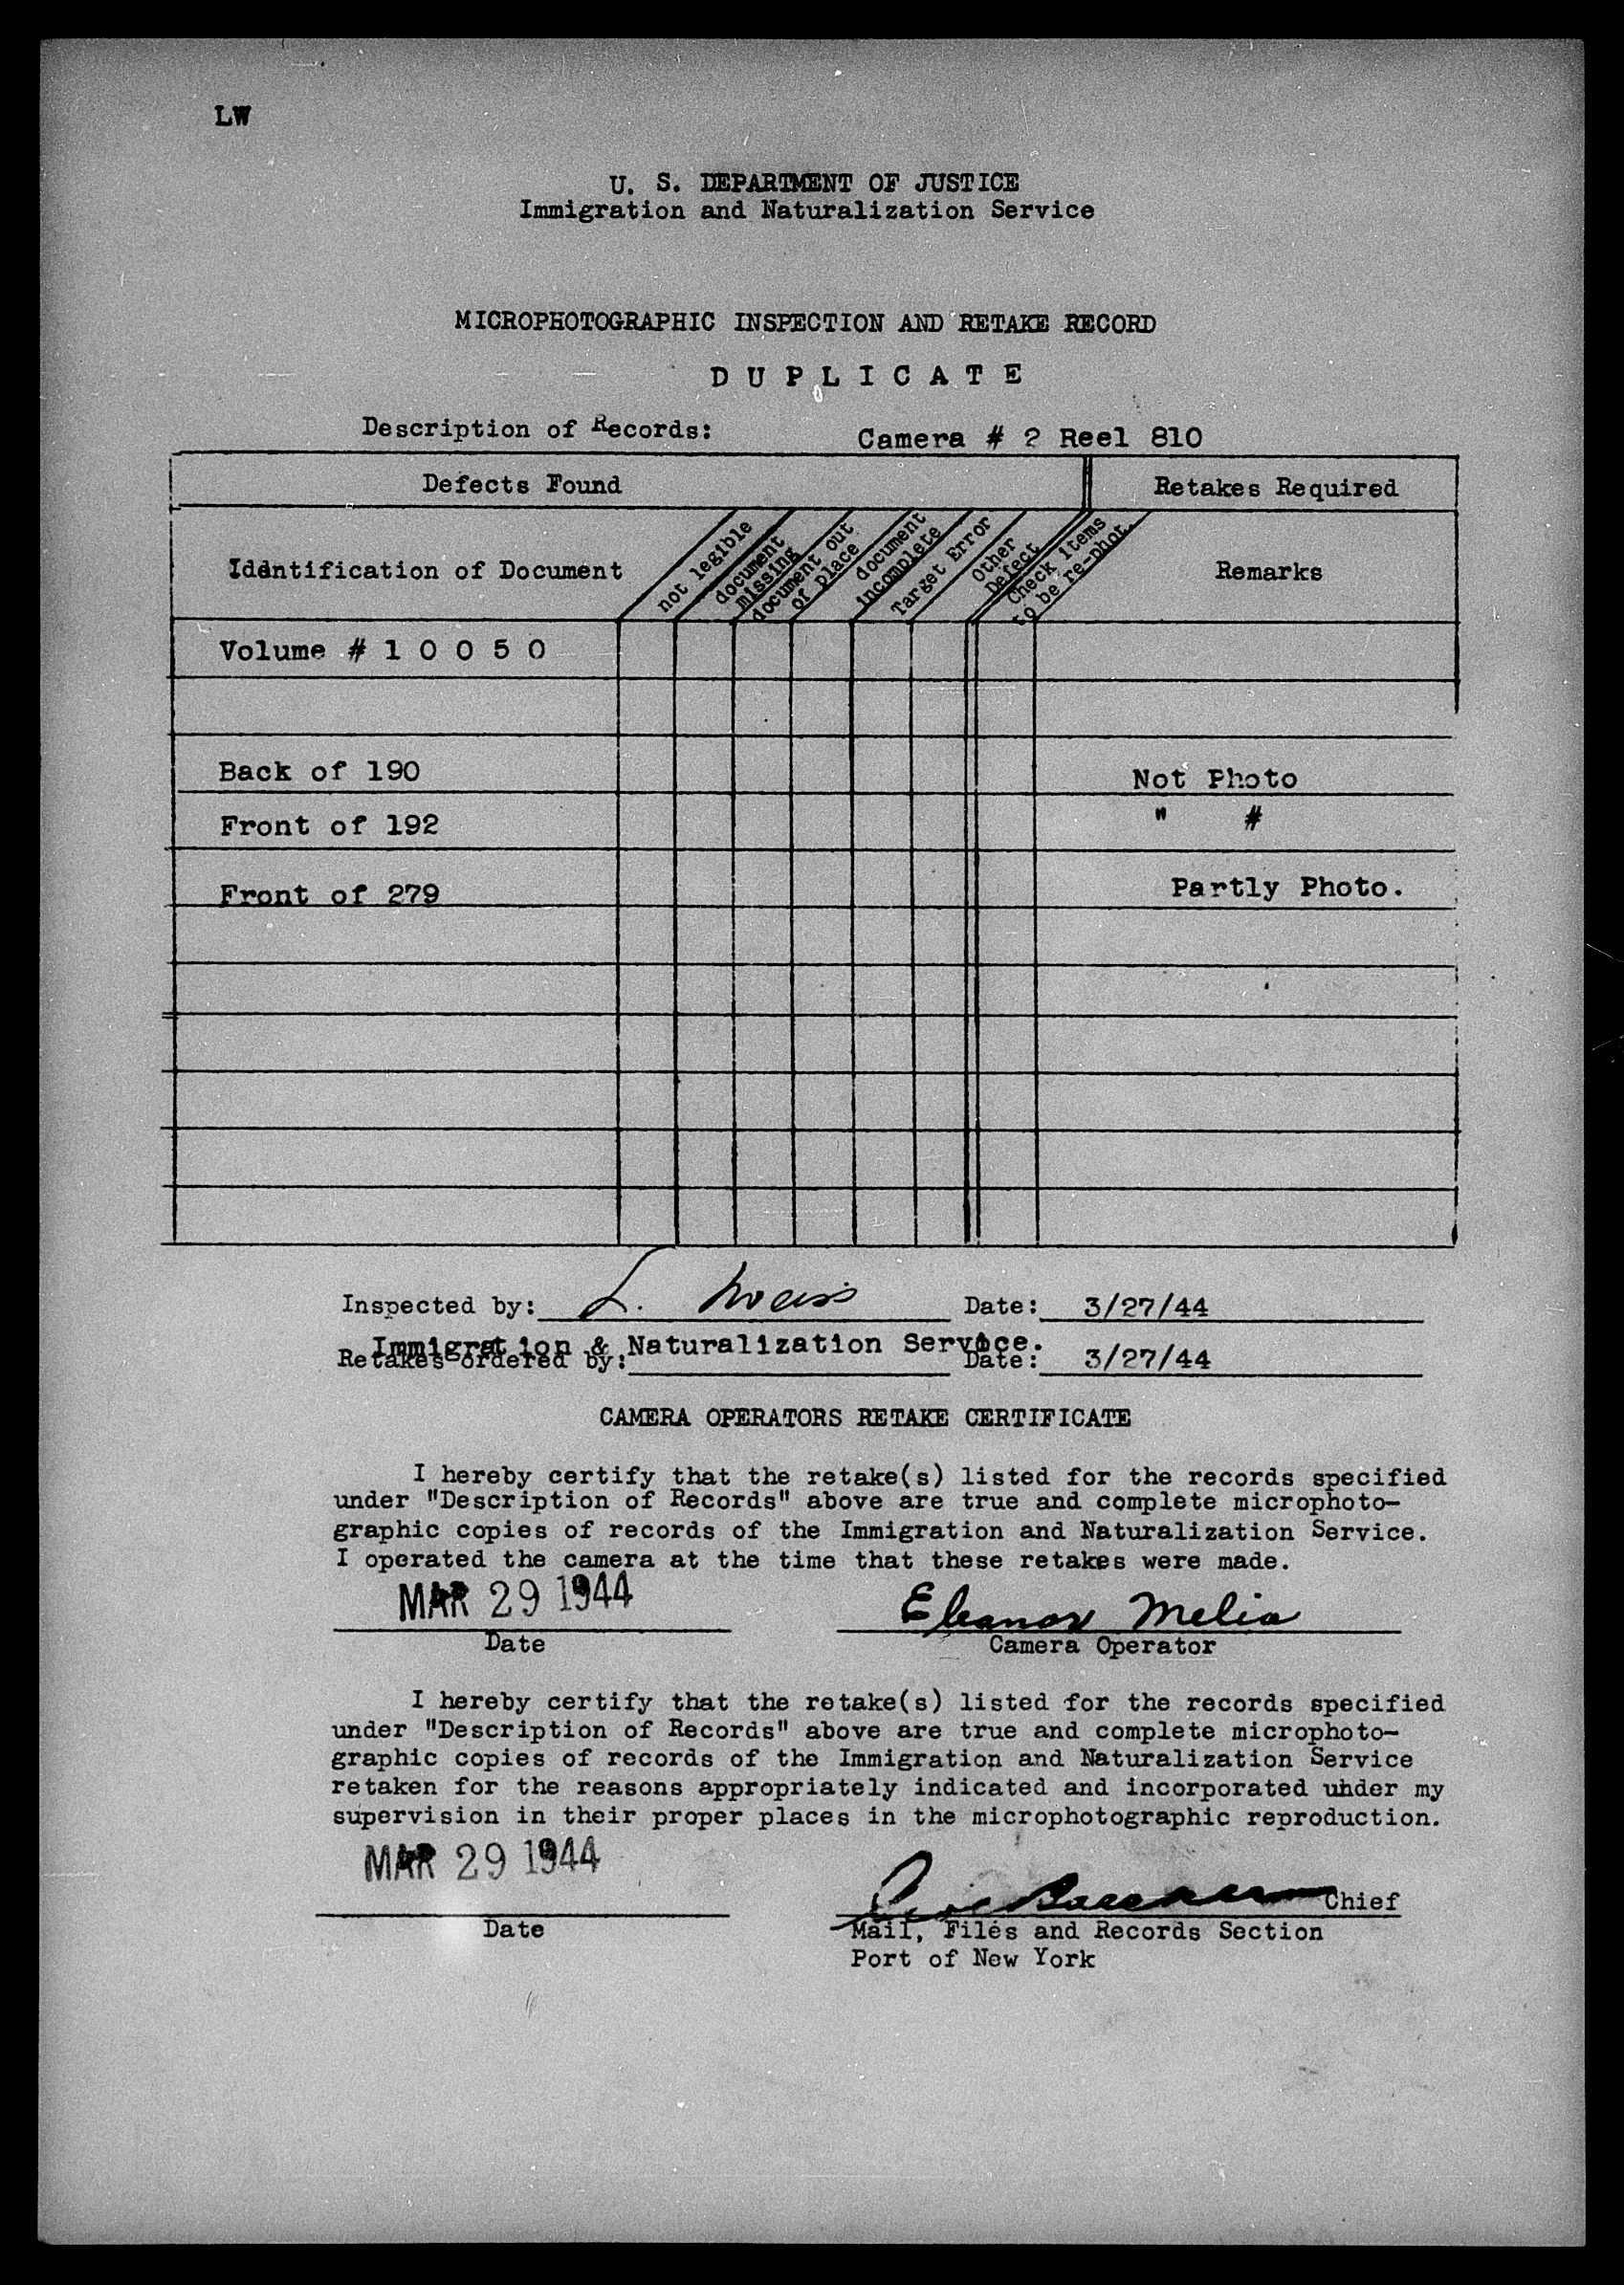 LW
U. S. DEPARTMENT OF JUSTICE
Immigration and Naturalization Service
MICROPHOTOGRAPHIC INSPECTION AND RETAKE RECORD
D U P L I C A T E
Description of Records: Camera # 2 Reel 810
Defects Found Retakes Required
Identification of Document
not legible
document
missing
document out
of place
document
incomplete
Target Error
Other
Defect
Check items
to be re-phot.
Remarks
Volume # 1 0 0 5 0
Back of 190 Not Photo
Front of 192 " #
Front of 279 Partly Photo.
Inspected by: L. Weiss Date: 3/27/44
Immigration & Naturalization Service.
Retakes ordered by: Date: 3/27/44
CAMERA OPERATORS RETAKE CERTIFICATE
I hereby certify that the retake(s) listed for the records specified
under "Description of Records" above are true and complete microphoto-
graphic copies of records of the Immigration and Naturalization Service.
I operated the camera at the time that these retakes were made.
MAR 29 1944 Eleanor Melia
Date Camera Operator
I hereby certify that the retake(s) listed for the records specified
under "Description of Records" above are true and complete microphoto-
graphic copies of records of the Immigration and Naturalization Service
retaken for the reasons appropriately indicated and incorporated under my
supervision in their proper places in the microphotographic reproduction.
MAR 29 1944
Chief
Date Mail, Files and Records Section
Port of New York